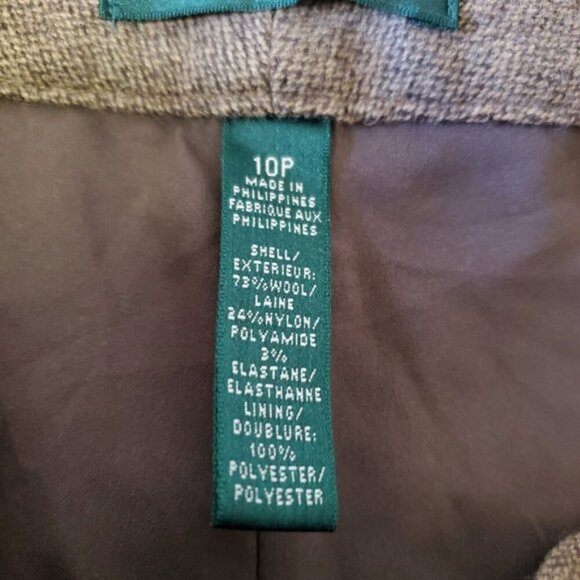 10P
MADE IN
PHILIPPINES
FABRIQUE AUX
PHILIPPINES
SHELL/
EXTERIEUR:
73%WOOL/
LAINE
24%NYLON/
POLYAMIDE
3%
ELASTANE/
ELASTHANNE
LINING/
DOUBLURE:
100%
POLYESTER/
POLYESTER